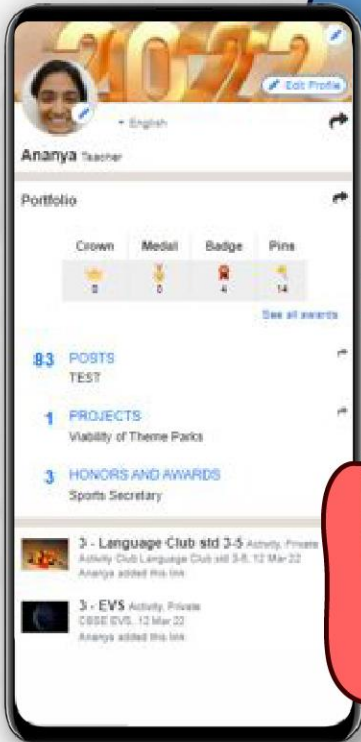 2022
Edit Profile
English
Ananya Teacher
Portfolio
Crown Medal Badge Pins
0 0 4 14
See all awards
83 POSTS
TEST
1 PROJECTS
Viability of Theme Parks
3 HONORS AND AWARDS
Sports Secretary
3 - Language Club std 3-5 Activity, Private
Activity Club Language Club std 3-5, 12 Mar 22
Ananya added this link
3 - EVS Activity, Private
CBSE EVS, 12 Mar 22
Ananya added this link